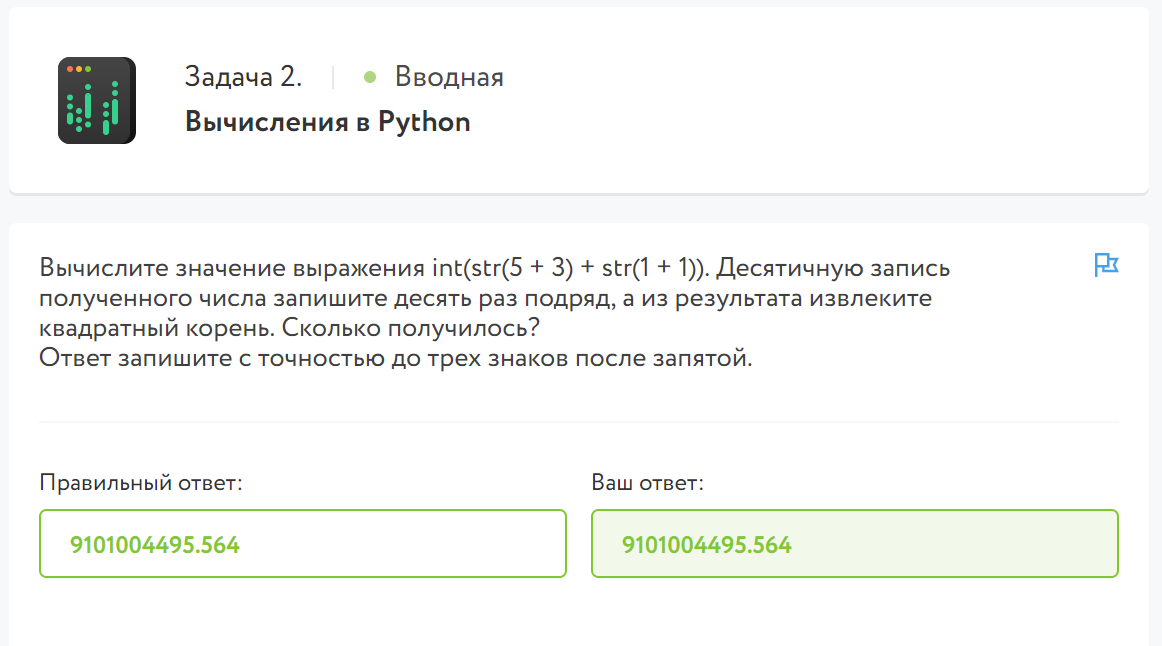 Задача 2.
Вводная
Вычисления в Python
Вычислите значение выражения int(str(5 + 3) + str(1 + 1)). Десятичную запись
полученного числа запишите десять раз подряд, а из результата извлеките
квадратный корень. Сколько получилось?
Ответ запишите с точностью до трех знаков после запятой.
Правильный ответ:
Ваш ответ:
9101004495.564
9101004495.564